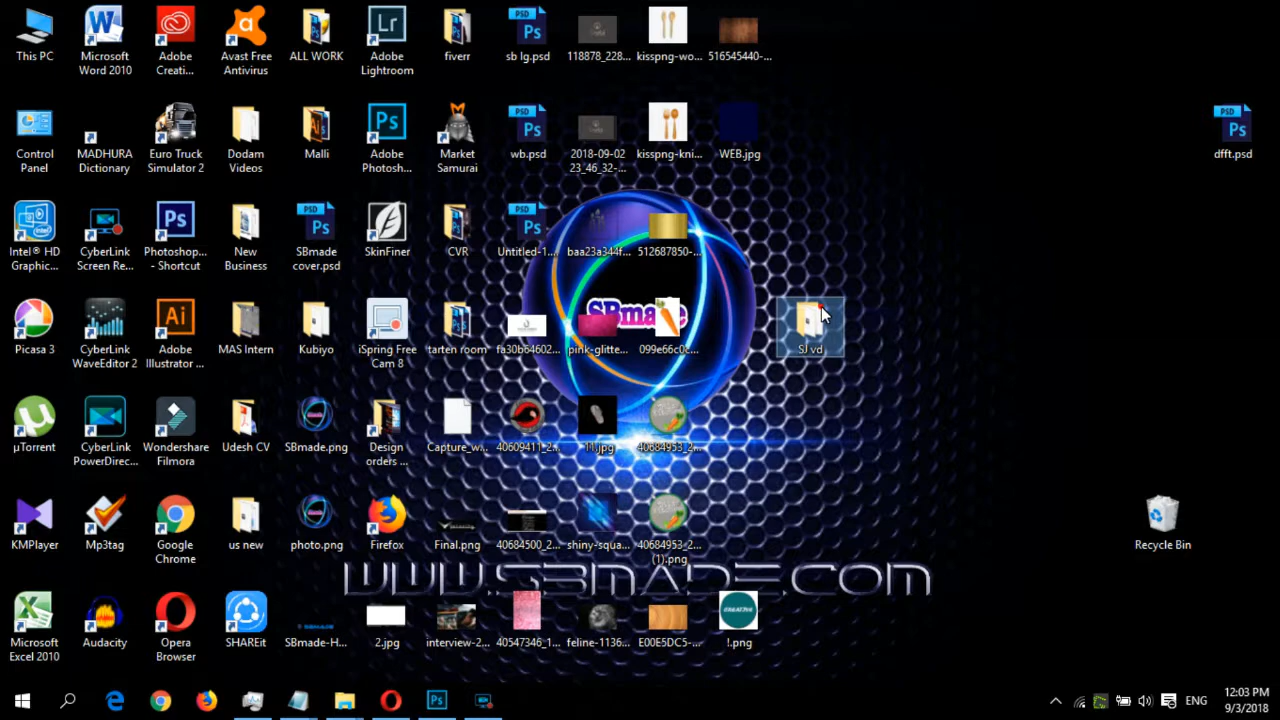 This PC
Microsoft
Word 2010
Adobe
Creati...
Avast Free
Antivirus
ALL WORK
Adobe
Lightroom
fiverr
sb lg.psd
118878_228...
kisspng-wo...
516545440-...
Control
Panel
MADHURA
Dictionary
Euro Truck
Simulator 2
Dodam
Videos
Malli
Adobe
Photosh...
Market
Samurai
wb.psd
2018-09-02
23_46_32-...
kisspng-kni...
WEB.jpg
dfft.psd
Intel® HD
Graphic...
CyberLink
Screen Re...
Photoshop...
- Shortcut
New
Business
SBmade
cover.psd
SkinFiner
CVR
Untitled-1...
baa23a344f...
512687850-...
SBmade
Picasa 3
CyberLink
WaveEditor 2
Adobe
Illustrator ...
MAS Intern
Kubiyo
iSpring Free
Cam 8
tarten room
fa30b64602...
pink-glitte...
099e66c0c...
SJ vd
µTorrent
CyberLink
PowerDirec...
Wondershare
Filmora
Udesh CV
SBmade.png
Design
orders ...
Capture_w...
40609411_2...
11.jpg
40684953_2...
KMPlayer
Mp3tag
Google
Chrome
us new
photo.png
Firefox
Final.png
40684500_2...
shiny-squa...
40684953_2...
(1).png
Recycle Bin
WWW.SBMADE.COM
Microsoft
Excel 2010
Audacity
Opera
Browser
SHAREit
SBmade-H...
2.jpg
interview-2...
40547346_1...
feline-1136...
E00E5DC5-...
CREATIVE
!.png
ENG
12:03 PM
9/3/2018